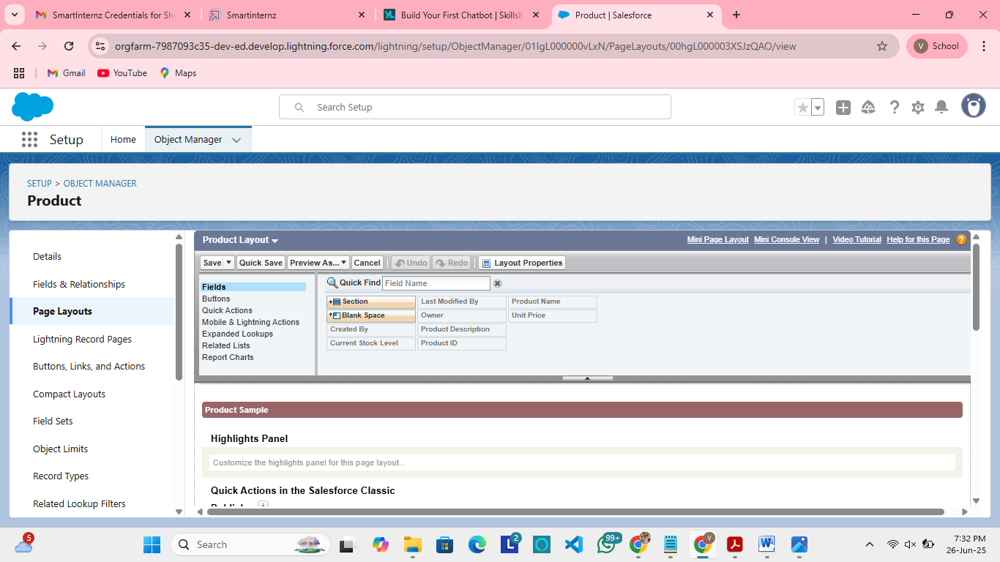 SmartInternz Credentials for Sh
Smartinternz
Build Your First Chatbot | SkillsB
Product | Salesforce
orgfarm-7987093c35-dev-ed.develop.lightning.force.com/lightning/setup/ObjectManager/01IgL000000vLxN/PageLayouts/00hgL000003XSJzQAO/view
V School
Gmail YouTube Maps
Search Setup
Setup Home Object Manager
SETUP > OBJECT MANAGER
Product
Details
Fields & Relationships
Page Layouts
Lightning Record Pages
Buttons, Links, and Actions
Compact Layouts
Field Sets
Object Limits
Record Types
Related Lookup Filters
Product Layout Mini Page Layout Mini Console View | Video Tutorial Help for this Page ?
Save Quick Save Preview As... Cancel Undo Redo Layout Properties
Fields
Buttons
Quick Actions
Mobile & Lightning Actions
Expanded Lookups
Related Lists
Report Charts
Quick Find Field Name
Section Last Modified By Product Name
Blank Space Owner Unit Price
Created By Product Description
Current Stock Level Product ID
Product Sample
Highlights Panel
Customize the highlights panel for this page layout...
Quick Actions in the Salesforce Classic
5
Search
2
99+
V
7:32 PM
26-Jun-25